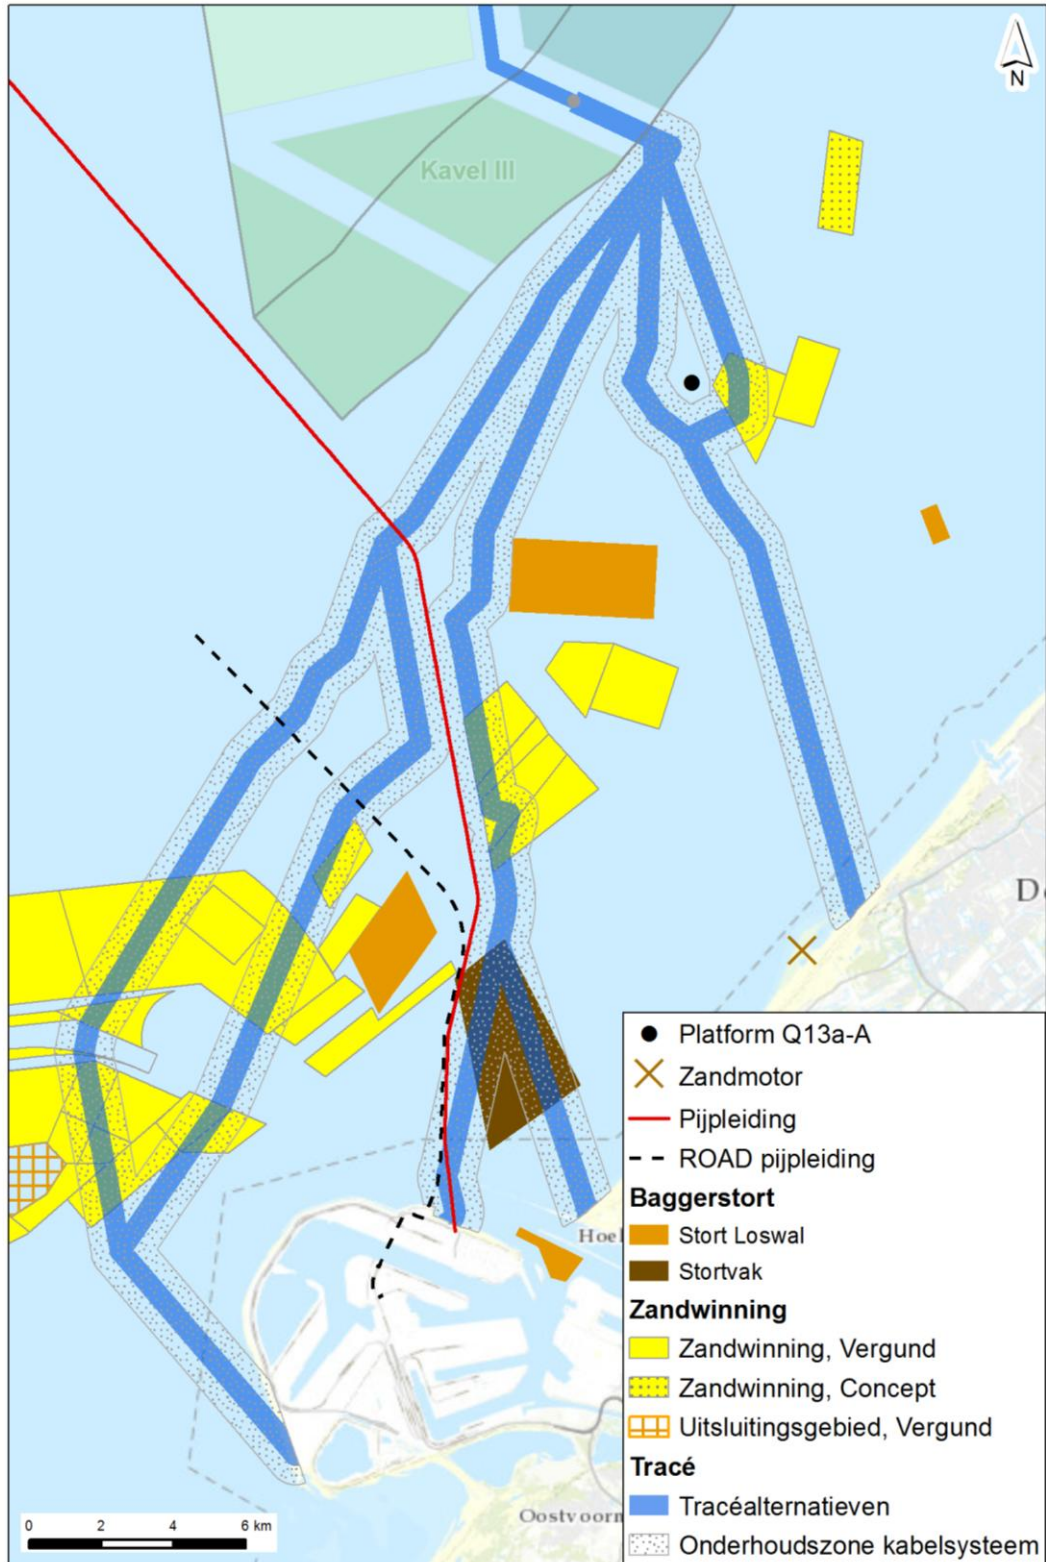 N
Kavel III
D
Hoe
Oostvoorn
0 2 4 6 km
Platform Q13a-A
Zandmotor
Pijpleiding
ROAD pijpleiding
Baggerstort
Stort Loswal
Stortvak
Zandwinning
Zandwinning, Vergund
Zandwinning, Concept
Uitsluitingsgebied, Vergund
Tracé
Tracéalternatieven
Onderhoudszone kabelsysteem